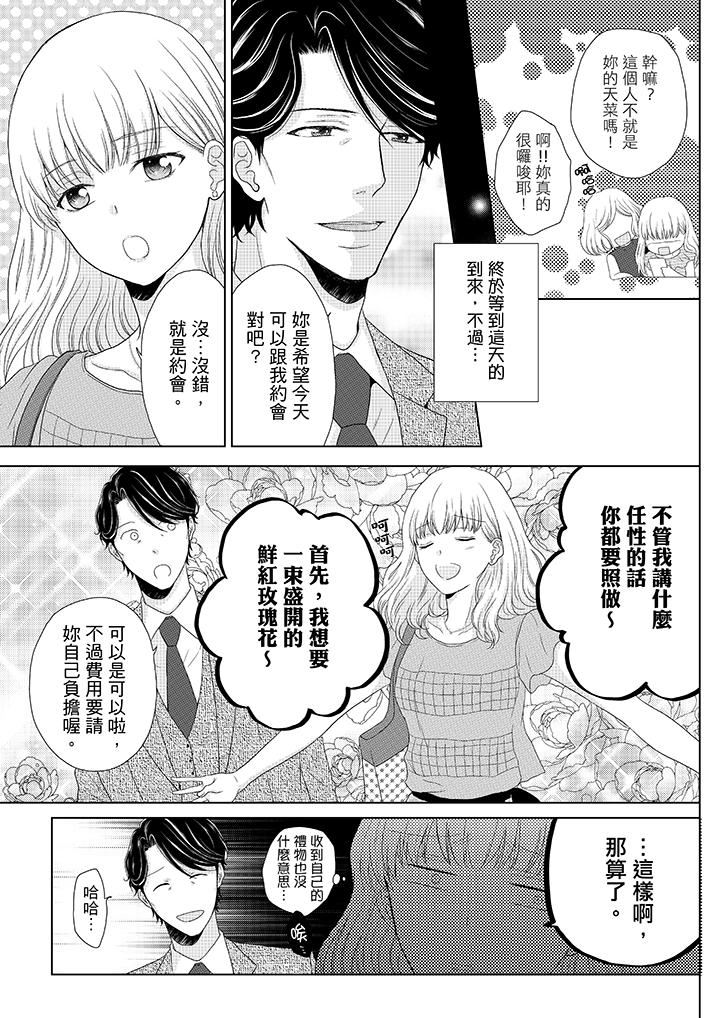 幹嘛？
這個人不就是
妳的天菜嗎！
啊!!妳真的
很囉唆耶！
呵呵呵
終於等到這天的
到來，不過…
妳是希望今天
可以跟我約會
對吧？
沒…沒錯，
就是約會。
不管我講什麼
任性的話
你都要照做～
呵呵呵
首先，我想要
一束盛開的
鮮紅玫瑰花～
可以是可以啦，
不過費用要請
妳自己負擔喔。
…這樣啊，
那算了。
收到自己的
禮物也沒
什麼意思…
唉
哈哈…